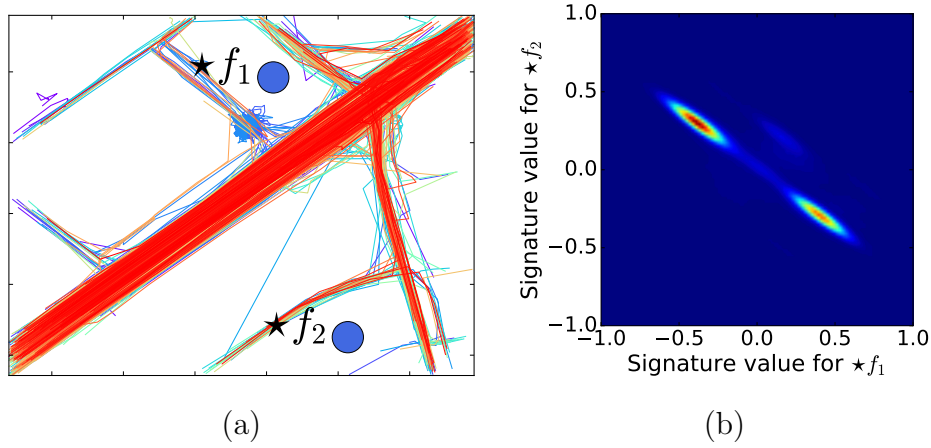 ★f₁
★f₂
(a)
Signature value for ★f₂
1.0
0.5
0.0
−0.5
−1.0
−1.0 −0.5 0.0 0.5 1.0
Signature value for ★f₁
(b)